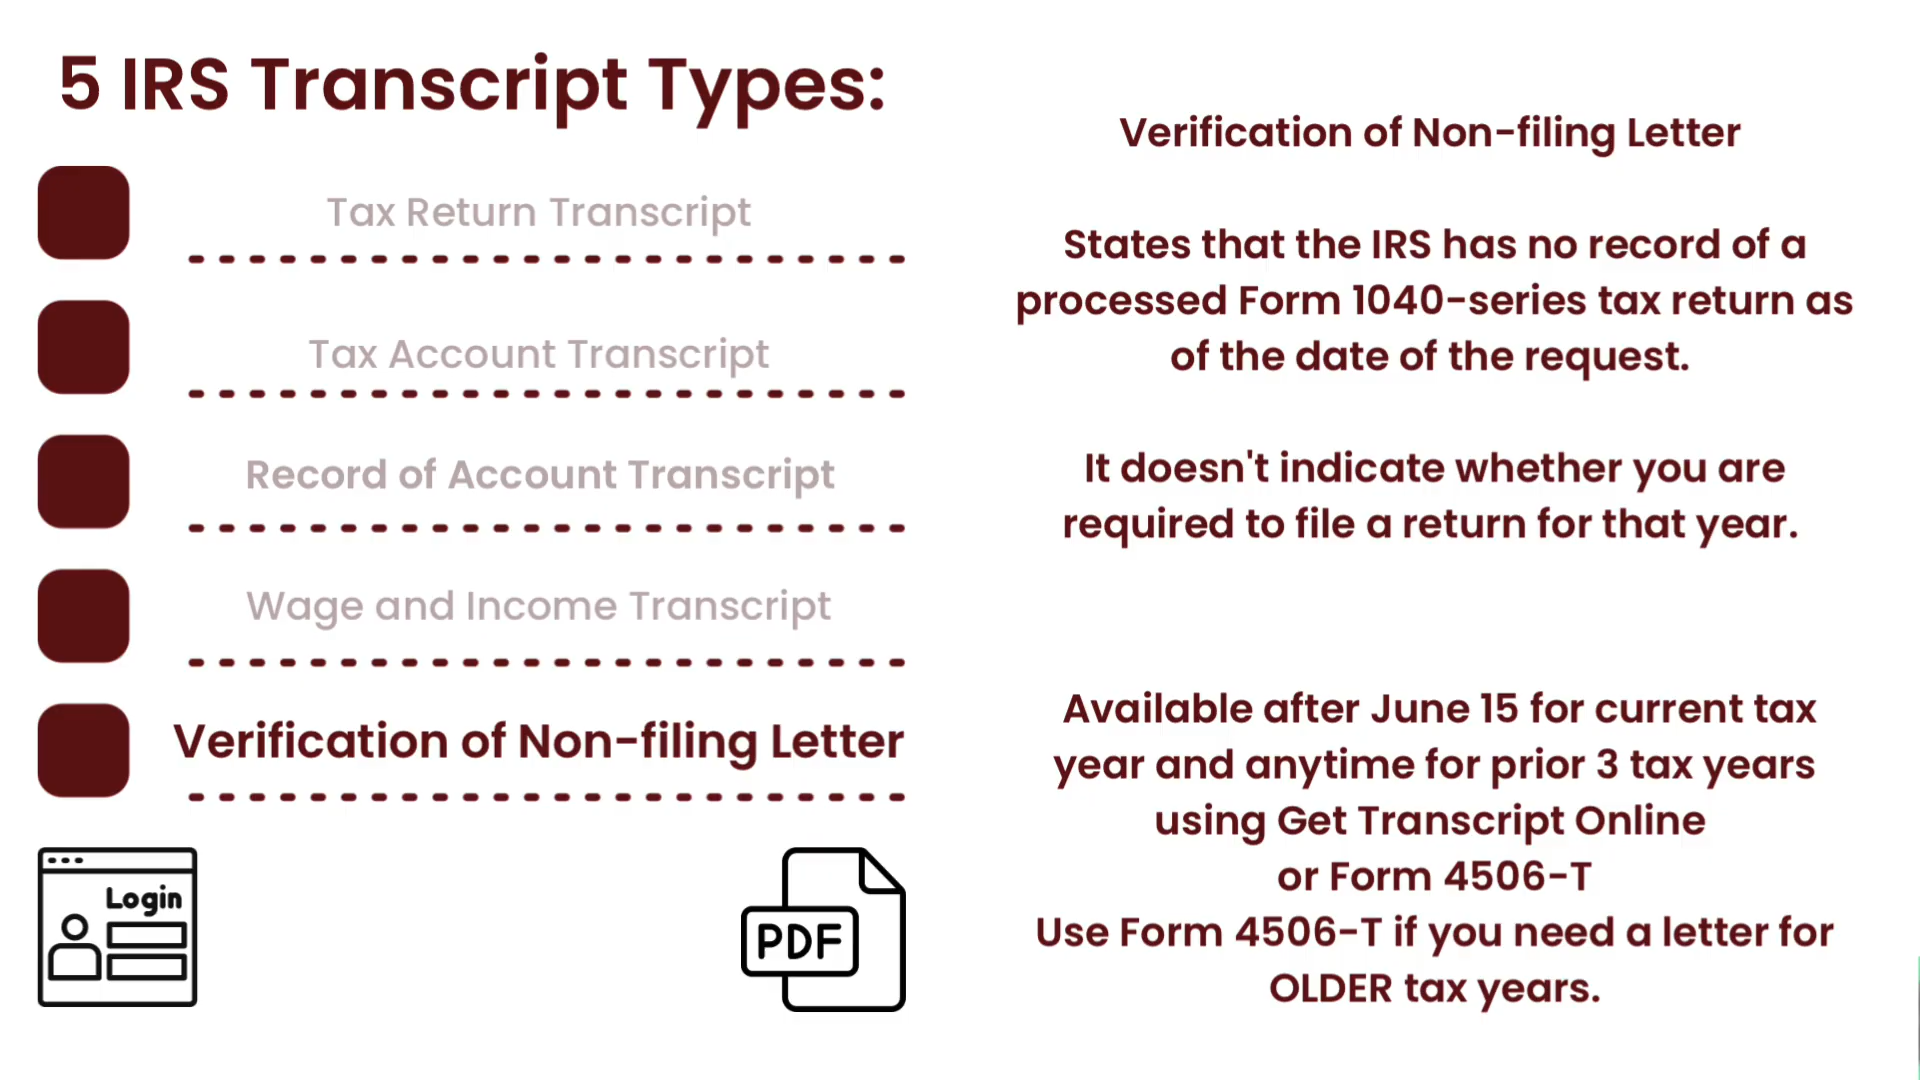 5 IRS Transcript Types:
Tax Return Transcript
Tax Account Transcript
Record of Account Transcript
Wage and Income Transcript
Verification of Non-filing Letter
Login
PDF
Verification of Non-filing Letter
States that the IRS has no record of a
processed Form 1040-series tax return as
of the date of the request.
It doesn't indicate whether you are
required to file a return for that year.
Available after June 15 for current tax
year and anytime for prior 3 tax years
using Get Transcript Online
or Form 4506-T
Use Form 4506-T if you need a letter for
OLDER tax years.